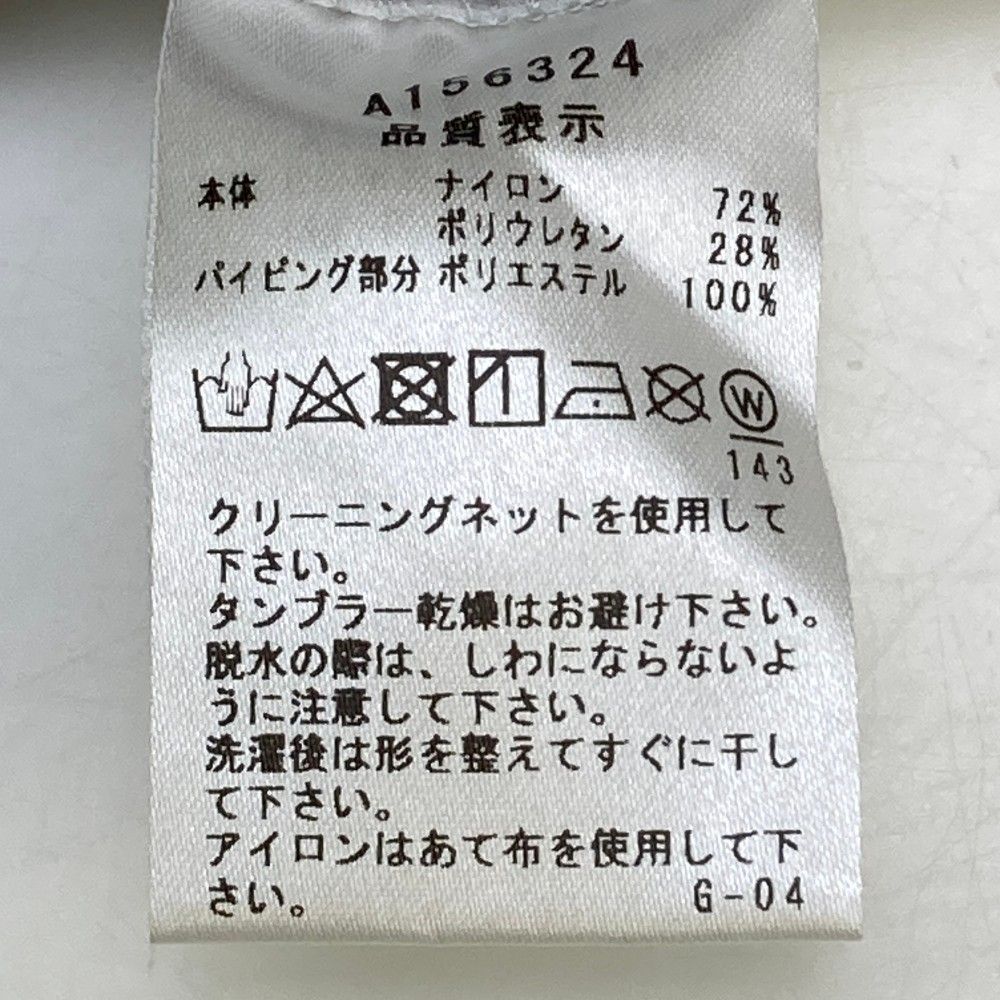 A156324
品質表示
本体 ナイロン 72%
ポリウレタン 28%
パイピング部分 ポリエステル 100%
W
143
クリーニングネットを使用して
下さい。
タンブラー乾燥はお避け下さい。
脱水の際は、しわにならないよ
うに注意して下さい。
洗濯後は形を整えてすぐに干し
て下さい。
アイロンはあて布を使用して下
さい。 G-04